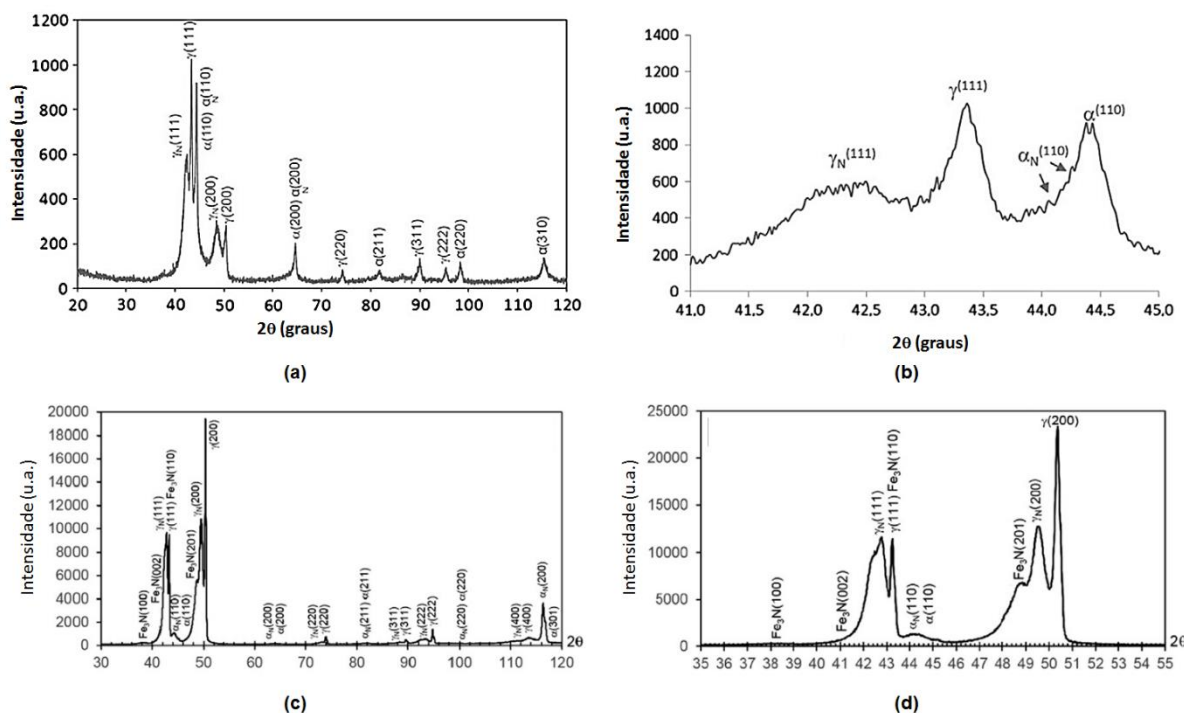 1200
1000
800
600
400
200
0
Intensidade (u.a.)
γN(111)
γ(111)
α(110) αN(110)
γN(200)
γ(200)
α(200) αN(200)
γ(220)
α(211)
γ(311)
γ(222)
α(220)
α(310)
20 30 40 50 60 70 80 90 100 110 120
2θ (graus)
(a)
1400
1200
1000
800
600
400
200
0
Intensidade (u.a.)
γN(111)
γ(111)
αN(110)
α(110)
41.0 41.5 42.0 42.5 43.0 43.5 44.0 44.5 45.0
2θ (graus)
(b)
20000
18000
16000
14000
12000
10000
8000
6000
4000
2000
0
Intensidade (u.a.)
Fe3N(100)
Fe3N(002)
γN(111)
γ(111) Fe3N(110)
αN(110)
α(110)
Fe3N(201)
γN(200)
γ(200)
αN(200)
α(200)
γN(220)
γ(220)
αN(211) α(211)
γN(311)
γ(311)
γN(222)
γ(222)
αN(220) α(220)
γN(400)
γ(400)
αN(200)
α(301)
30 40 50 60 70 80 90 100 110 120
2θ
(c)
25000
20000
15000
10000
5000
0
Intensidade (u.a.)
Fe3N(100)
Fe3N(002)
γN(111)
γ(111) Fe3N(110)
αN(110)
α(110)
Fe3N(201)
γN(200)
γ(200)
35 36 37 38 39 40 41 42 43 44 45 46 47 48 49 50 51 52 53 54 55
2θ
(d)